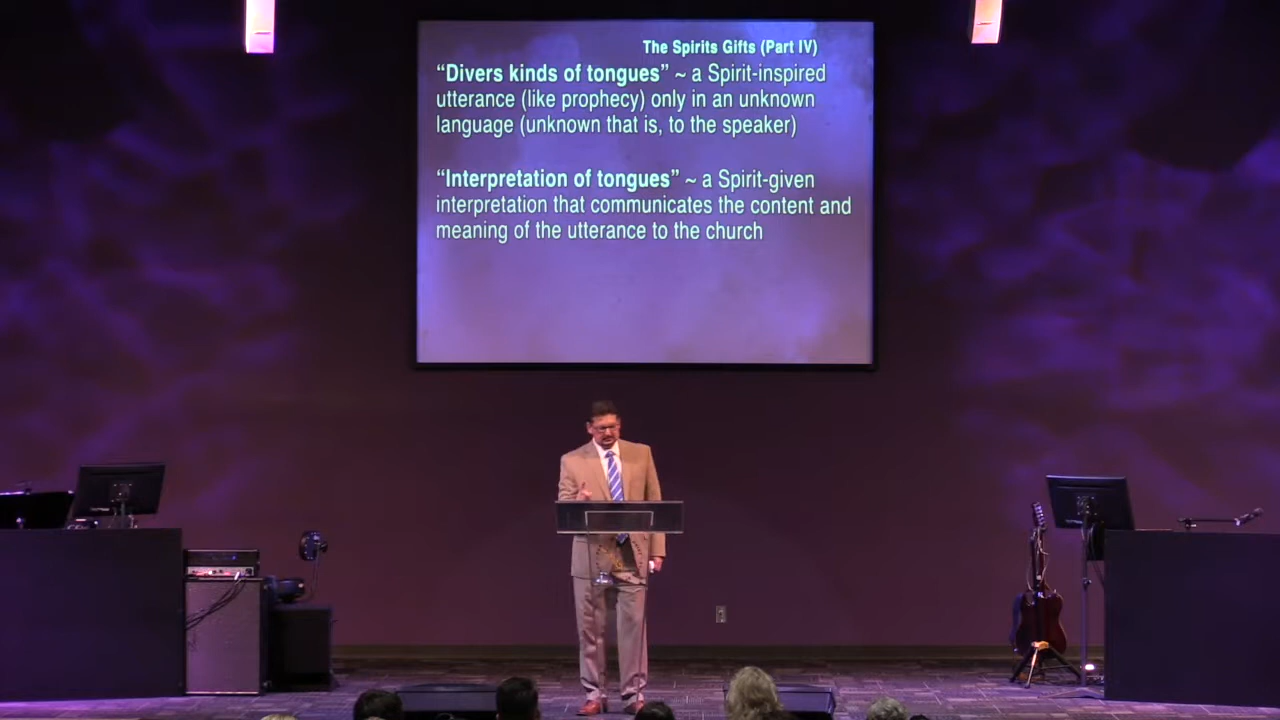 The Spirits Gifts (Part IV)
“Divers kinds of tongues” ~ a Spirit-inspired
utterance (like prophecy) only in an unknown
language (unknown that is, to the speaker)
“Interpretation of tongues” ~ a Spirit-given
interpretation that communicates the content and
meaning of the utterance to the church